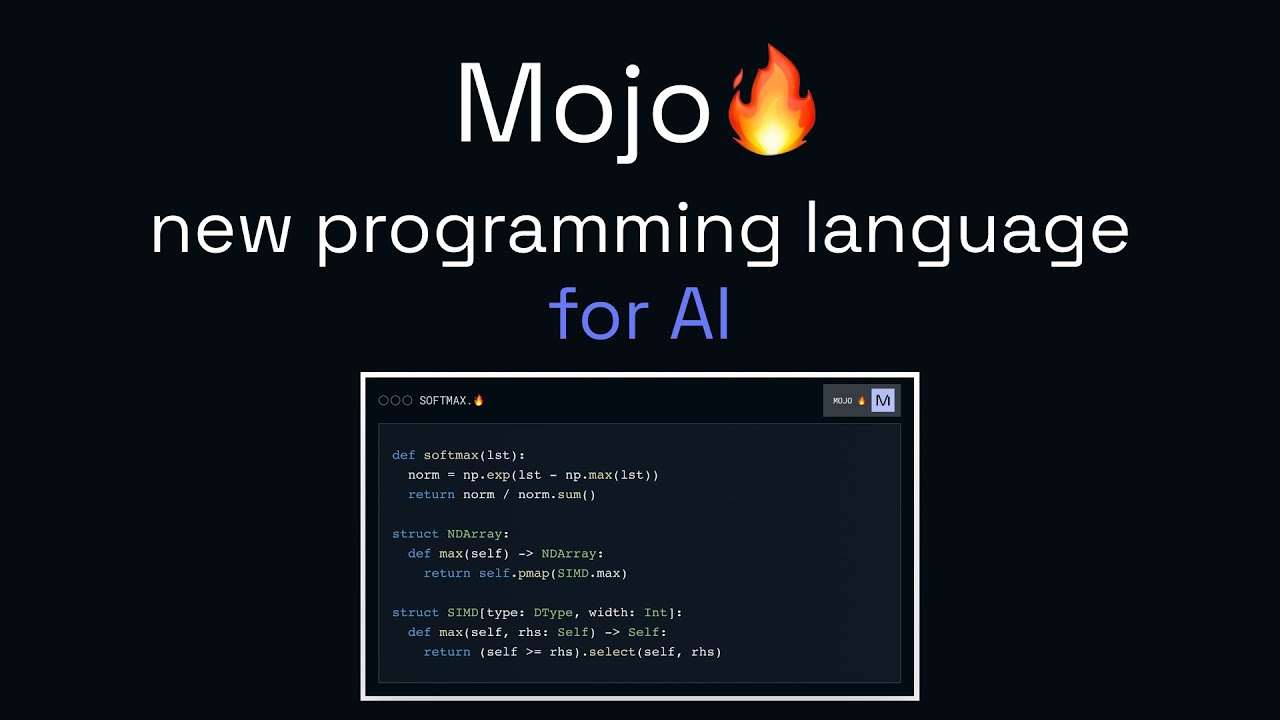 Mojo🔥
new programming language
for AI
SOFTMAX.🔥
MOJO 🔥 M
def softmax(lst):
  norm = np.exp(lst - np.max(lst))
  return norm / norm.sum()
struct NDArray:
  def max(self) -> NDArray:
    return self.pmap(SIMD.max)
struct SIMD[type: DType, width: Int]:
  def max(self, rhs: Self) -> Self:
    return (self >= rhs).select(self, rhs)